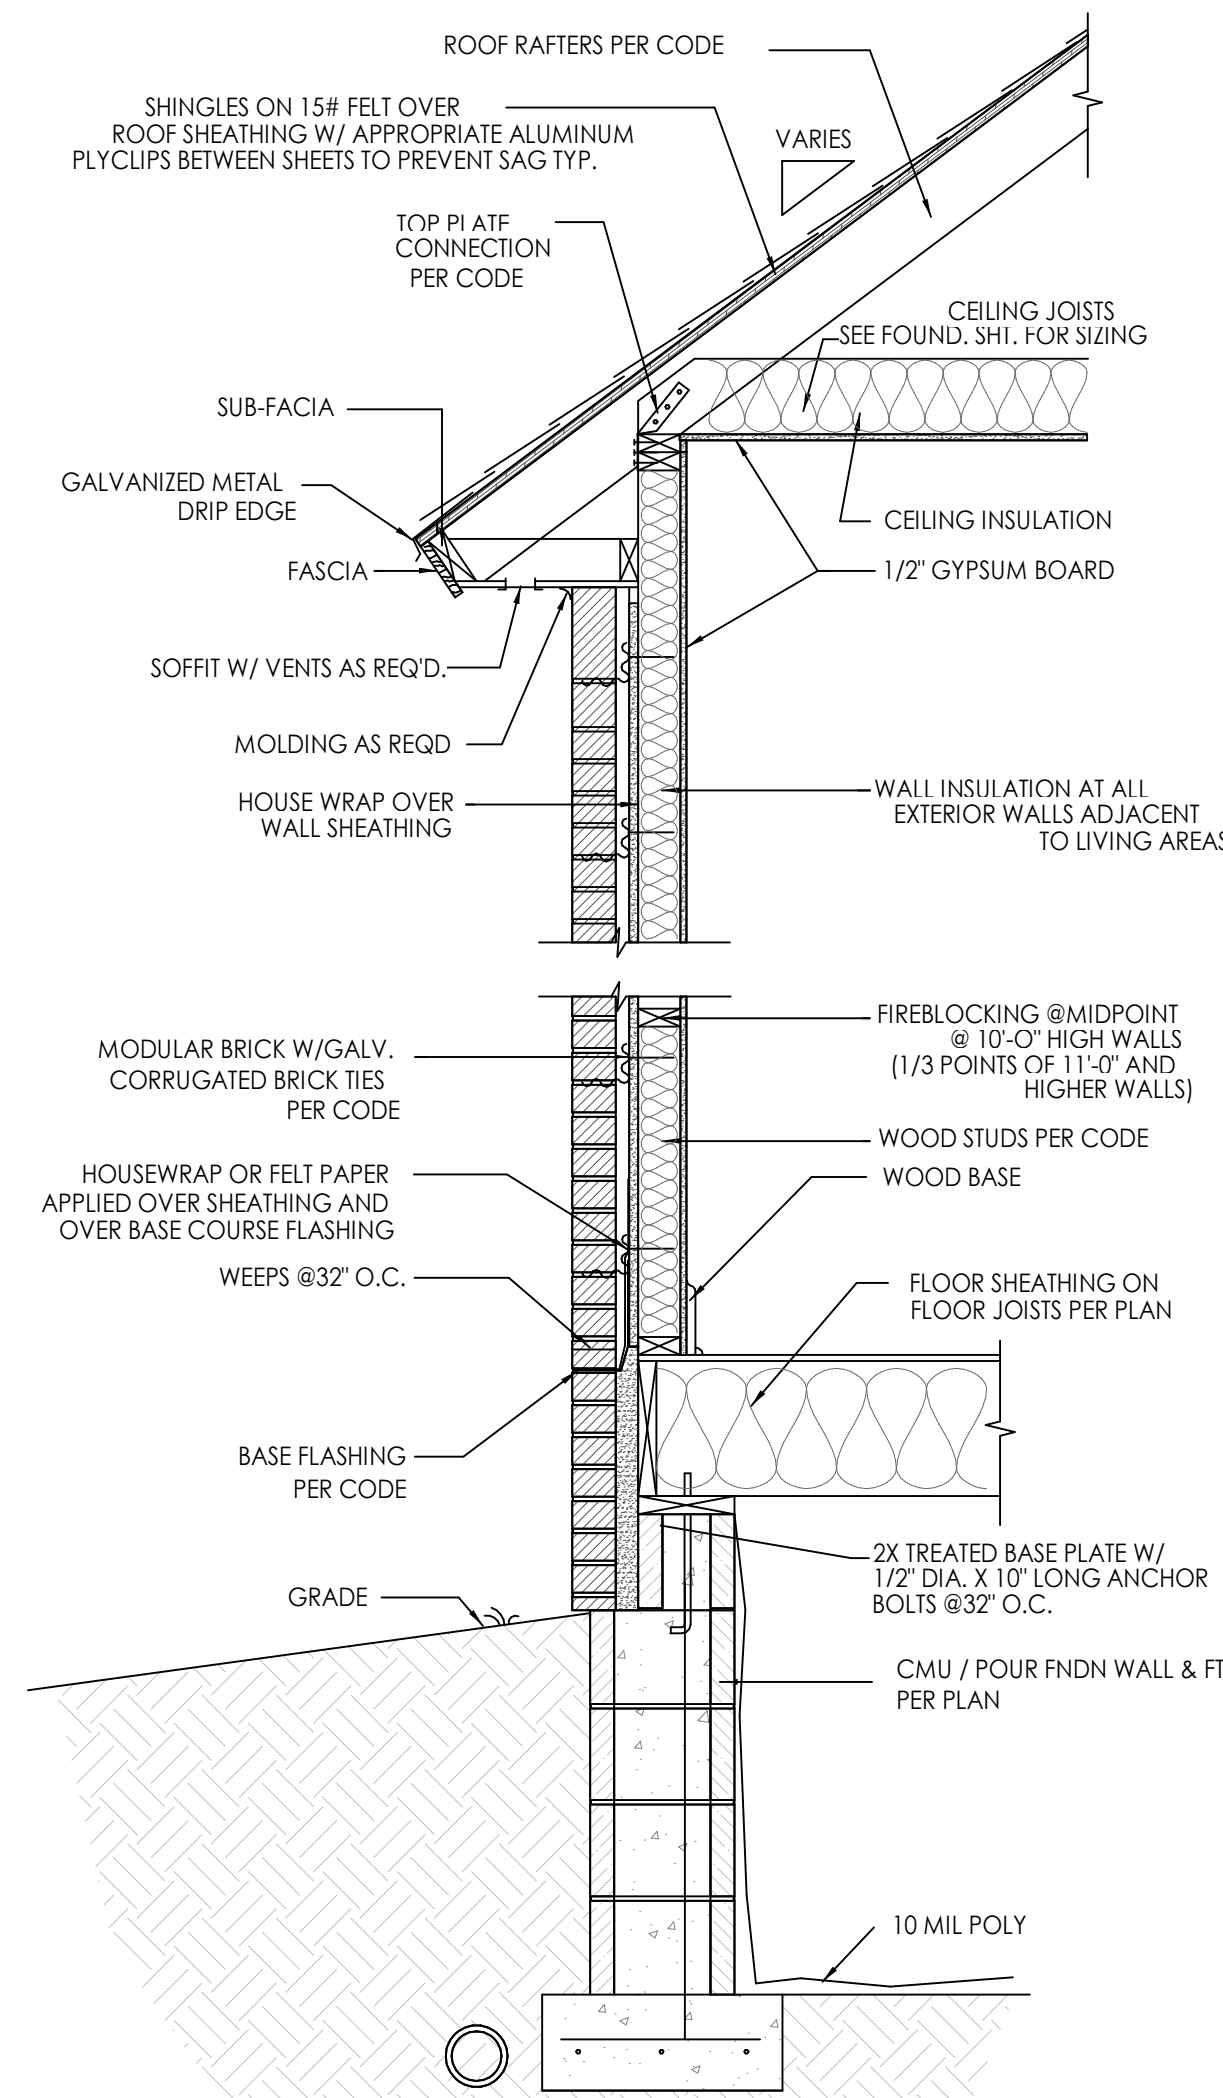 ROOF RAFTERS PER CODE
SHINGLES ON 15# FELT OVER
ROOF SHEATHING W/ APPROPRIATE ALUMINUM
PLYCLIPS BETWEEN SHEETS TO PREVENT SAG TYP.
VARIES
TOP PLATE
CONNECTION
PER CODE
CEILING JOISTS
SEE FOUND. SHT. FOR SIZING
SUB-FACIA
GALVANIZED METAL
DRIP EDGE
CEILING INSULATION
FASCIA
1/2" GYPSUM BOARD
SOFFIT W/ VENTS AS REQ'D.
MOLDING AS REQD
HOUSE WRAP OVER
WALL SHEATHING
WALL INSULATION AT ALL
EXTERIOR WALLS ADJACENT
TO LIVING AREAS
FIREBLOCKING @MIDPOINT
@ 10'-O" HIGH WALLS
(1/3 POINTS OF 11'-0" AND
HIGHER WALLS)
MODULAR BRICK W/GALV.
CORRUGATED BRICK TIES
PER CODE
WOOD STUDS PER CODE
WOOD BASE
HOUSEWRAP OR FELT PAPER
APPLIED OVER SHEATHING AND
OVER BASE COURSE FLASHING
WEEPS @32" O.C.
FLOOR SHEATHING ON
FLOOR JOISTS PER PLAN
BASE FLASHING
PER CODE
2X TREATED BASE PLATE W/
1/2" DIA. X 10" LONG ANCHOR
BOLTS @32" O.C.
GRADE
CMU / POUR FNDN WALL & FT
PER PLAN
10 MIL POLY